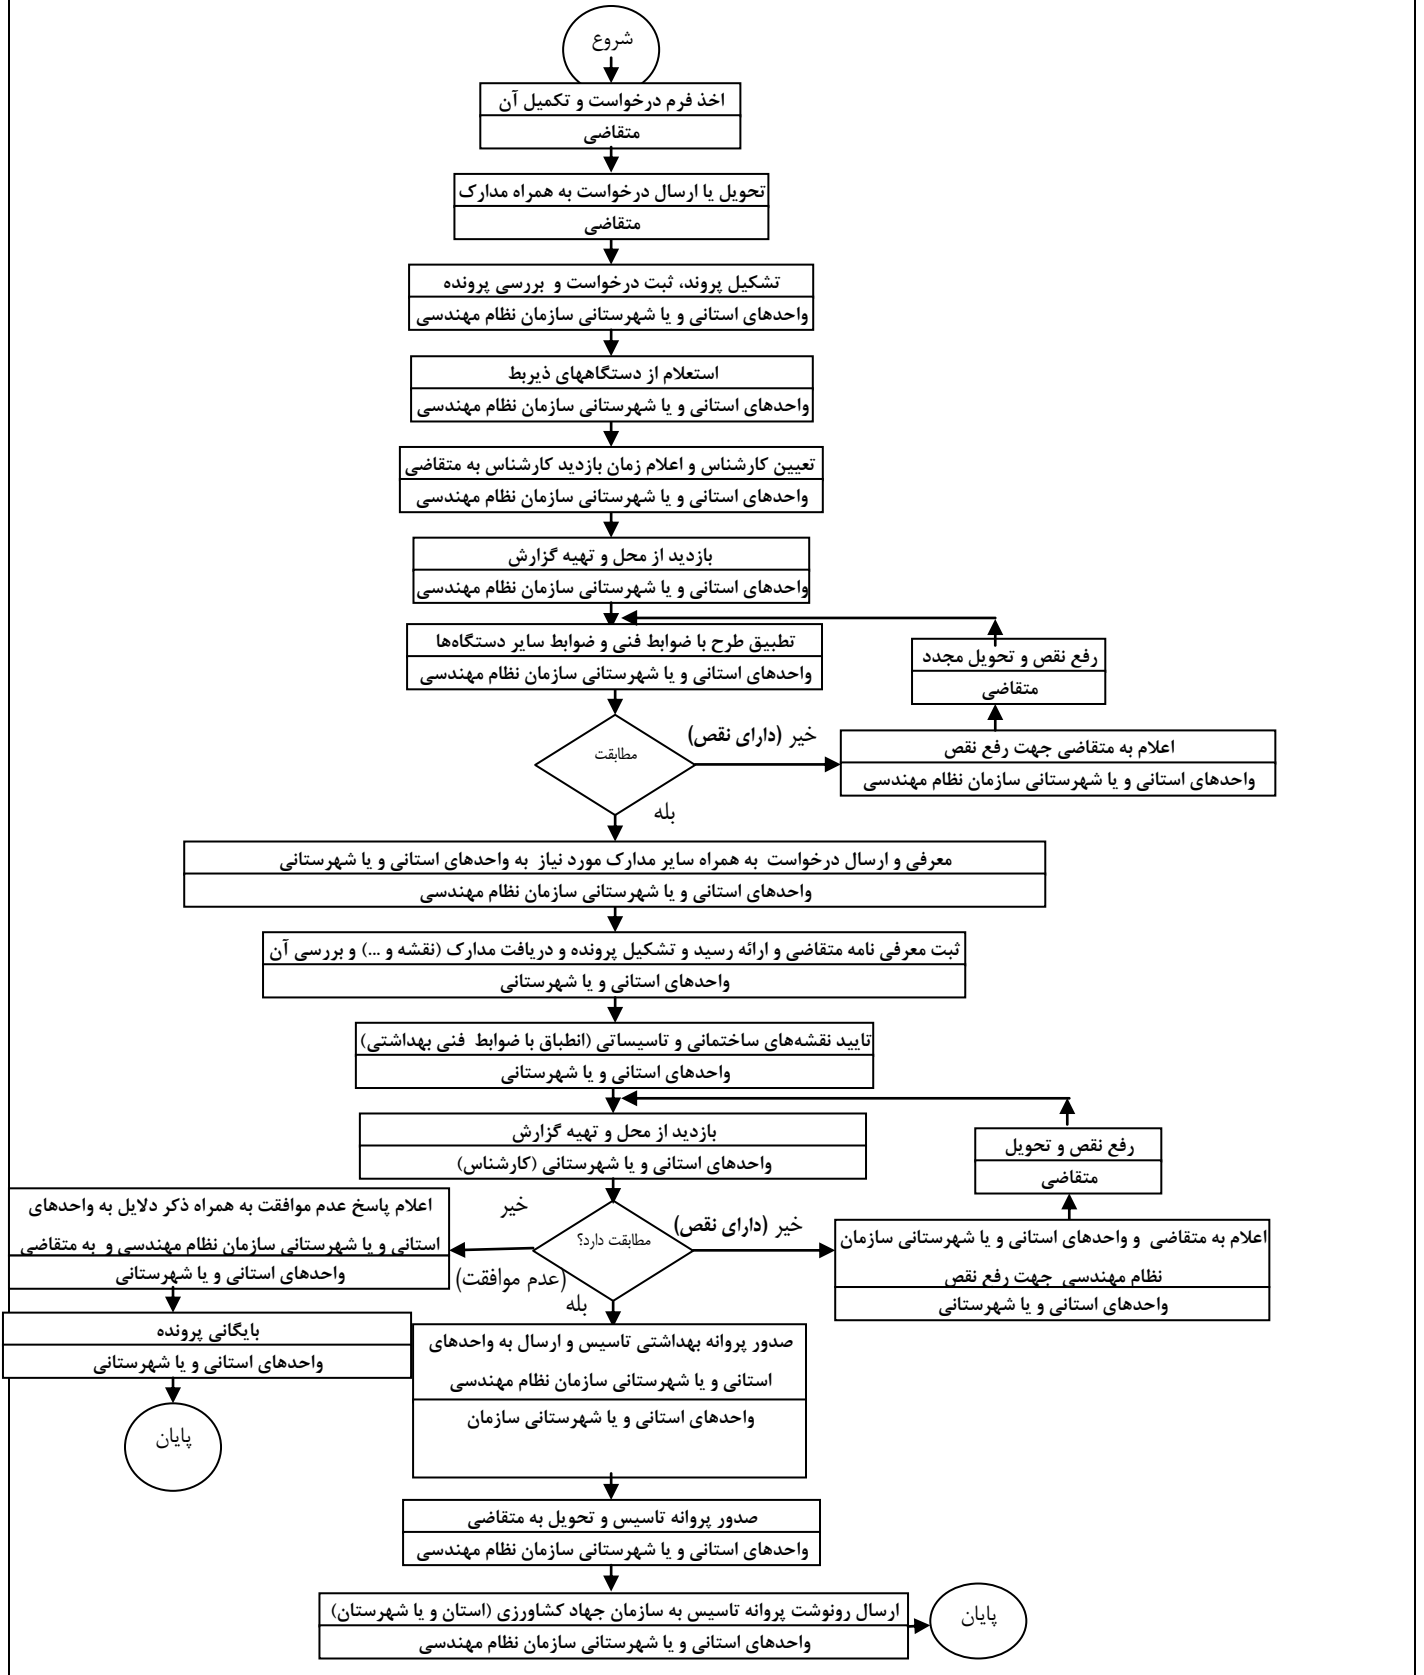 شروع
اخذ فرم درخواست و تکمیل آن
متقاضی
تحویل یا ارسال درخواست به همراه مدارک
متقاضی
تشکیل پروند، ثبت درخواست و بررسی پرونده
واحدهای استانی و یا شهرستانی سازمان نظام مهندسی
استعلام از دستگاههای ذیربط
واحدهای استانی و یا شهرستانی سازمان نظام مهندسی
تعیین کارشناس و اعلام زمان بازدید کارشناس به متقاضی
واحدهای استانی و یا شهرستانی سازمان نظام مهندسی
بازدید از محل و تهیه گزارش
واحدهای استانی و یا شهرستانی سازمان نظام مهندسی
تطبیق طرح با ضوابط فنی و ضوابط سایر دستگاه‌ها
واحدهای استانی و یا شهرستانی سازمان نظام مهندسی
رفع نقص و تحویل مجدد
متقاضی
مطابقت
خیر (دارای نقص)
اعلام به متقاضی جهت رفع نقص
واحدهای استانی و یا شهرستانی سازمان نظام مهندسی
بله
معرفی و ارسال درخواست به همراه سایر مدارک مورد نیاز به واحدهای استانی و یا شهرستانی
واحدهای استانی و یا شهرستانی سازمان نظام مهندسی
ثبت معرفی نامه متقاضی و ارائه رسید و تشکیل پرونده و دریافت مدارک (نقشه و ...) و بررسی آن
واحدهای استانی و یا شهرستانی
تایید نقشه‌های ساختمانی و تاسیساتی (انطباق با ضوابط فنی بهداشتی)
واحدهای استانی و یا شهرستانی
بازدید از محل و تهیه گزارش
واحدهای استانی و یا شهرستانی (کارشناس)
رفع نقص و تحویل
متقاضی
مطابقت دارد؟
خیر (دارای نقص)
اعلام به متقاضی و واحدهای استانی و یا شهرستانی سازمان
نظام مهندسی جهت رفع نقص
واحدهای استانی و یا شهرستانی
خیر
(عدم موافقت)
اعلام پاسخ عدم موافقت به همراه ذکر دلایل به واحدهای
استانی و یا شهرستانی سازمان نظام مهندسی و به متقاضی
واحدهای استانی و یا شهرستانی
بایگانی پرونده
واحدهای استانی و یا شهرستانی
پایان
بله
صدور پروانه بهداشتی تاسیس و ارسال به واحدهای
استانی و یا شهرستانی سازمان نظام مهندسی
واحدهای استانی و یا شهرستانی سازمان
صدور پروانه تاسیس و تحویل به متقاضی
واحدهای استانی و یا شهرستانی سازمان نظام مهندسی
ارسال رونوشت پروانه تاسیس به سازمان جهاد کشاورزی (استان و یا شهرستان)
واحدهای استانی و یا شهرستانی سازمان نظام مهندسی
پایان